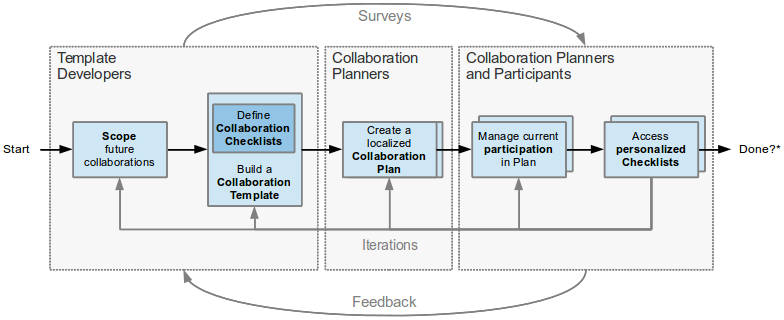 Surveys
Template
Developers
Collaboration
Planners
Collaboration Planners
and Participants
Start
Scope
future
collaborations
Define
Collaboration
Checklists
Build a
Collaboration
Template
Create a
localized
Collaboration
Plan
Manage current
participation
in Plan
Access
personalized
Checklists
Done?*
Iterations
Feedback